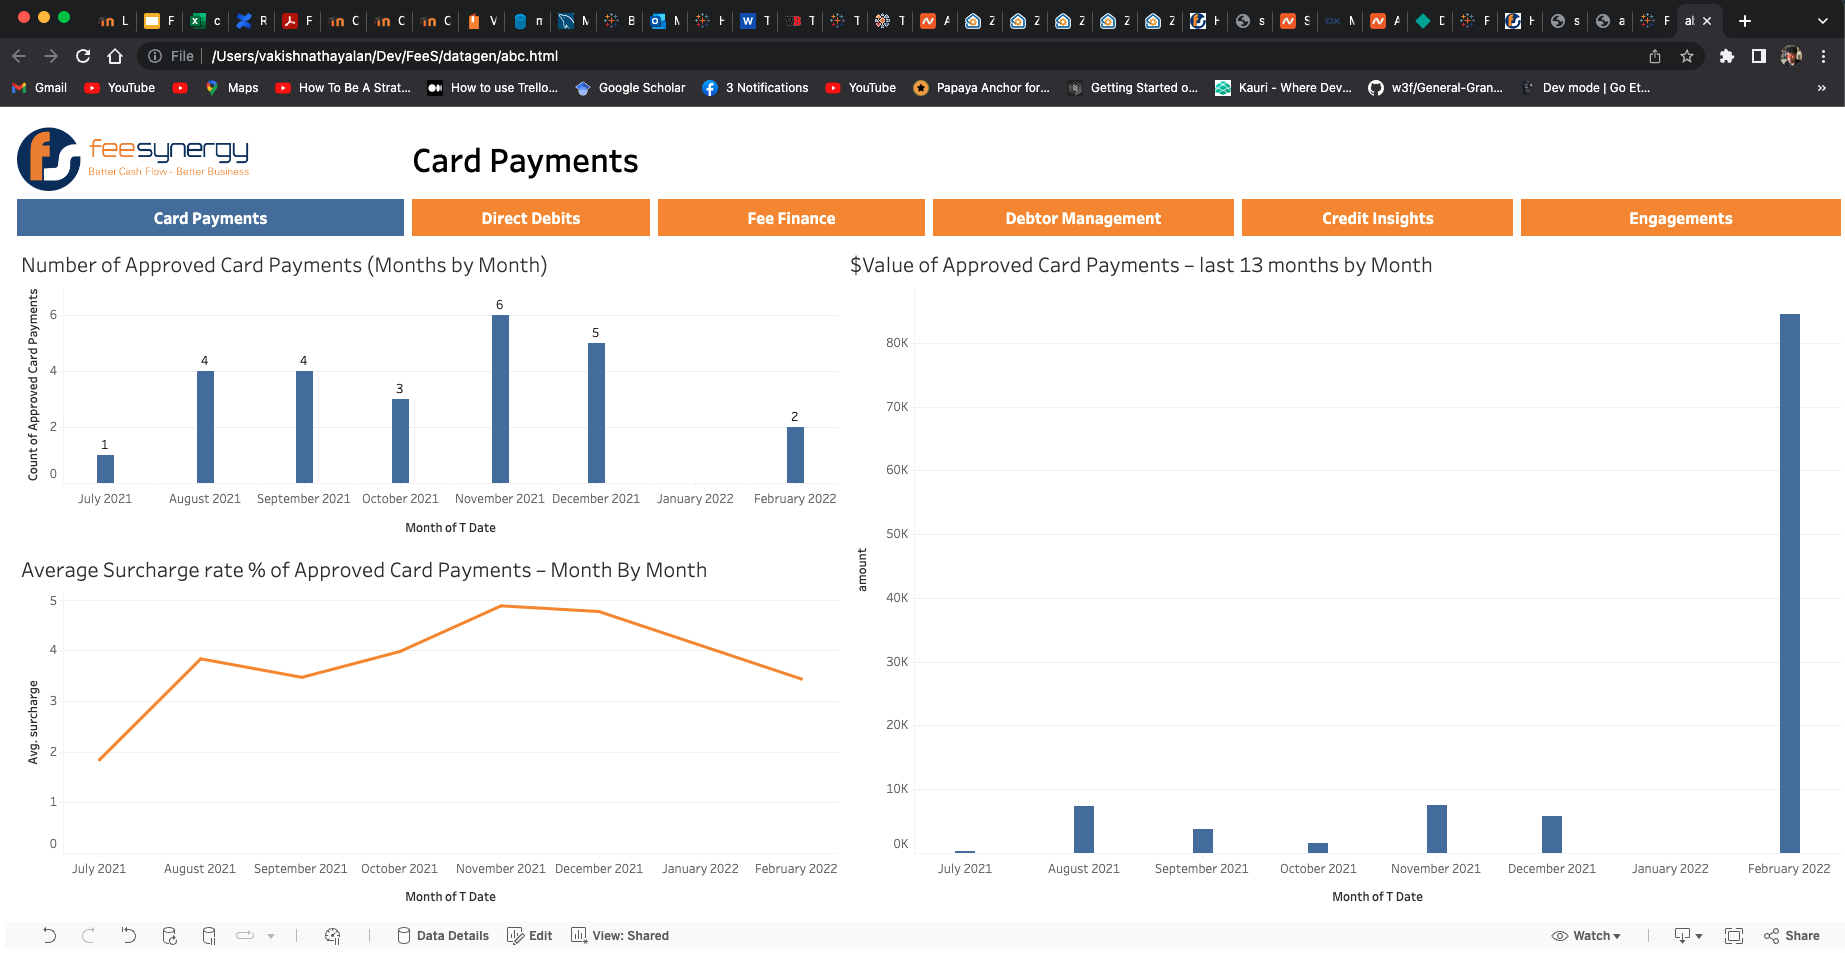 L F c R F C C C V n M B M H T T T T A Z Z Z Z Z H s S M A D F H s a F al
File /Users/vakishnathayalan/Dev/FeeS/datagen/abc.html
Gmail YouTube Maps How To Be A Strat... How to use Trello... Google Scholar 3 Notifications YouTube Papaya Anchor for... Getting Started o... Kauri - Where Dev... w3f/General-Gran... Dev mode | Go Et... »
feesynergy
Better Cash Flow - Better Business
Card Payments
Card Payments Direct Debits Fee Finance Debtor Management Credit Insights Engagements
Number of Approved Card Payments (Months by Month)
Count of Approved Card Payments
6
4
2
0
1
4
4
3
6
5
2
July 2021 August 2021 September 2021 October 2021 November 2021 December 2021 January 2022 February 2022
Month of T Date
Average Surcharge rate % of Approved Card Payments – Month By Month
Avg. surcharge
5
4
3
2
1
0
July 2021 August 2021 September 2021 October 2021 November 2021 December 2021 January 2022 February 2022
Month of T Date
$Value of Approved Card Payments – last 13 months by Month
amount
80K
70K
60K
50K
40K
30K
20K
10K
0K
July 2021 August 2021 September 2021 October 2021 November 2021 December 2021 January 2022 February 2022
Month of T Date
Data Details Edit View: Shared Watch Share